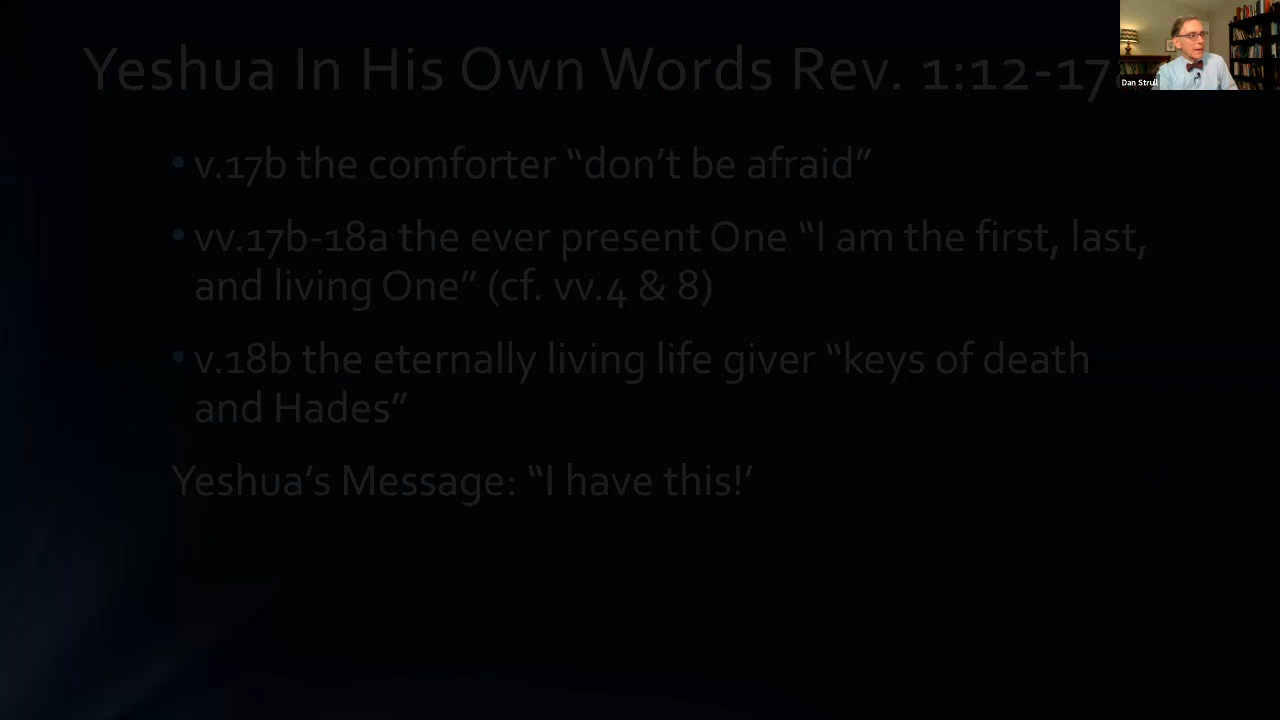 Yeshua In His Own Words Rev. 1:12-17
Dan Strull
• v.17b the comforter “don’t be afraid”
• vv.17b-18a the ever present One “I am the first, last,
and living One” (cf. vv.4 & 8)
• v.18b the eternally living life giver “keys of death
and Hades”
Yeshua’s Message: “I have this!’